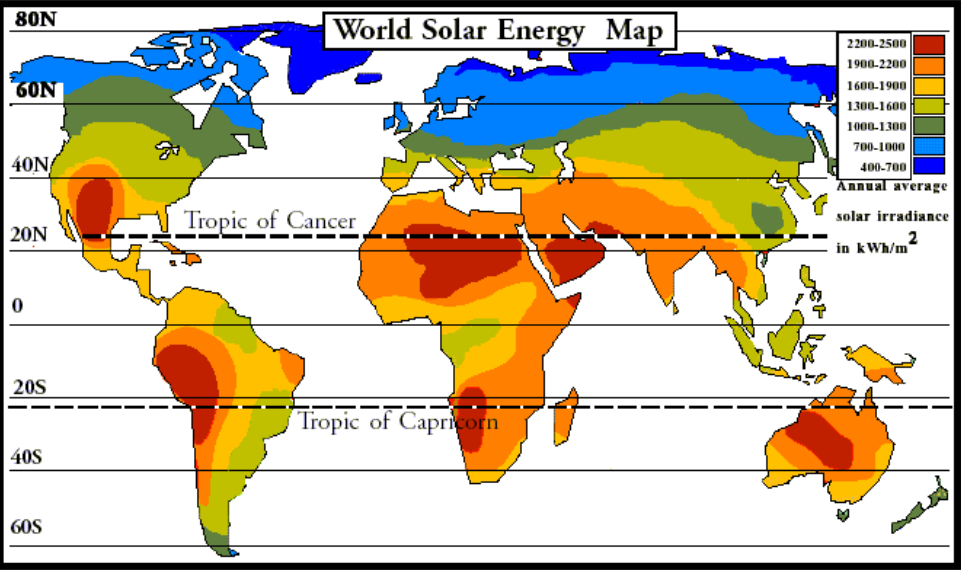 World Solar Energy Map
80N
60N
40N
20N
0
20S
40S
60S
Tropic of Cancer
Tropic of Capricorn
2200-2500
1900-2200
1600-1900
1300-1600
1000-1300
700-1000
400-700
Annual average
solar irradiance
in kWh/m²